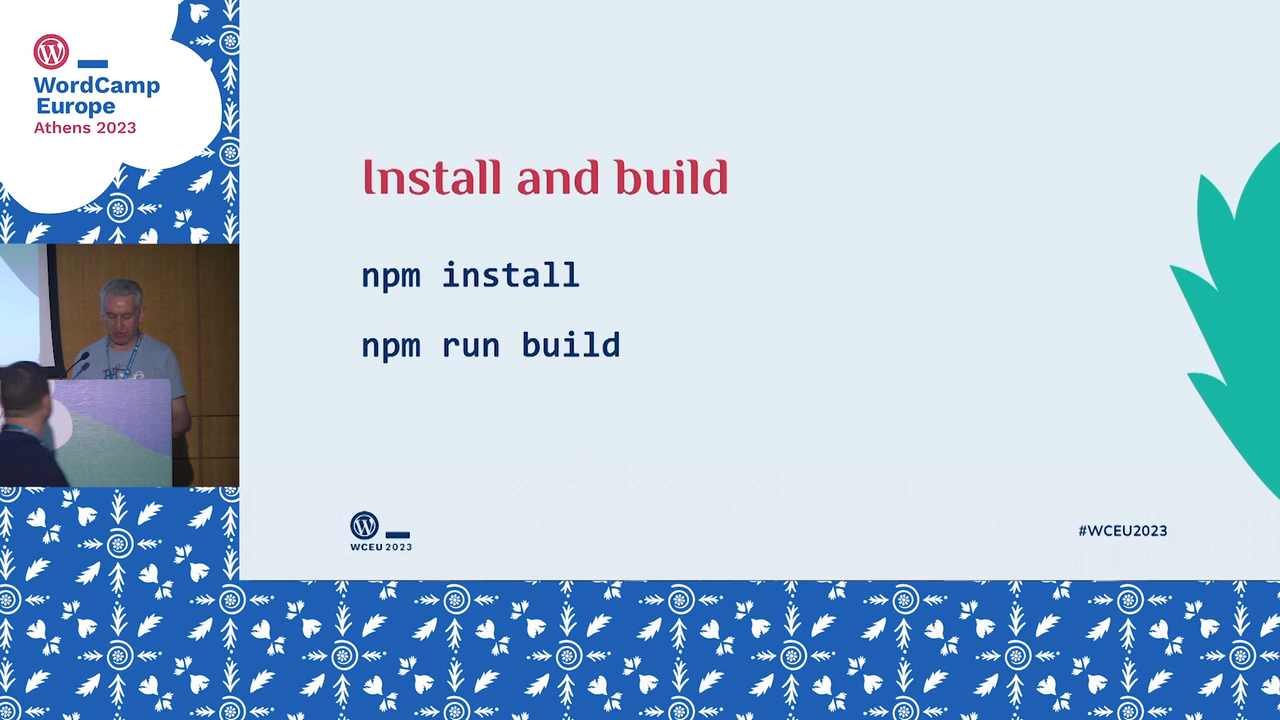 WordCamp
Europe
Athens 2023
Install and build
npm install
npm run build
WCEU 2023
#WCEU2023